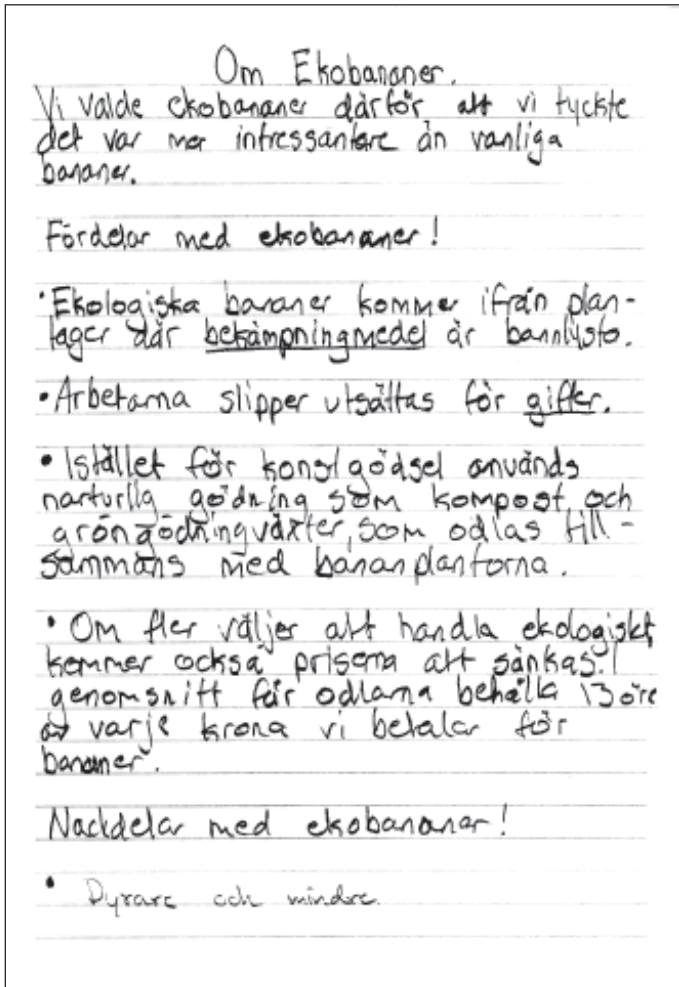 Om Ekobananer.
Vi valde ekobananer därför att vi tyckte
det var mer intressantare än vanliga
bananer.
Fördelar med ekobananer!
•Ekologiska bananer kommer ifrån plan-
tager där bekämpningmedel är bannlysta.
•Arbetarna slipper utsättas för gifter.
• Istället för konstgödsel används
narturlig gödning som kompost och
gröngödningväxter, som odlas till-
sammans med bananplantorna.
• Om fler väljer att handla ekologiskt
kommer också priserna att sänkas. I
genomsnitt får odlarna behålla 13 öre
av varje krona vi betalar för
bananer.
Nackdelar med ekobananar!
• Dyrare och mindre.